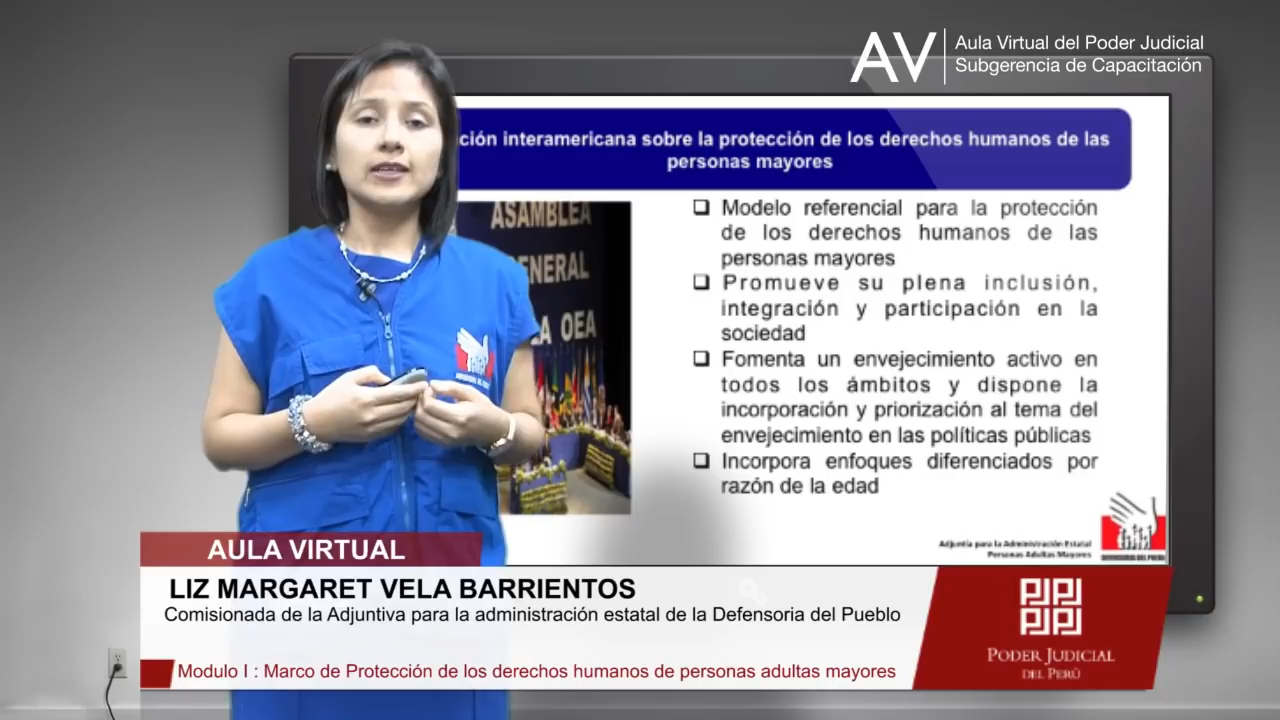 AV
Aula Virtual del Poder Judicial
Subgerencia de Capacitación
ción interamericana sobre la protección de los derechos humanos de las
personas mayores
ASAMBLEA
GENERAL
LA OEA
❑ Modelo referencial para la protección
de los derechos humanos de las
personas mayores
❑ Promueve su plena inclusión,
integración y participación en la
sociedad
❑ Fomenta un envejecimiento activo en
todos los ámbitos y dispone la
incorporación y priorización al tema del
envejecimiento en las políticas públicas
❑ Incorpora enfoques diferenciados por
razón de la edad
Adjuntía para la Administración Estatal
Personas Adultas Mayores
DEFENSORIA DEL PUEBLO
AULA VIRTUAL
LIZ MARGARET VELA BARRIENTOS
Comisionada de la Adjuntiva para la administración estatal de la Defensoria del Pueblo
Modulo I : Marco de Protección de los derechos humanos de personas adultas mayores
PJPJ
PJPJ
PODER JUDICIAL
DEL PERÚ